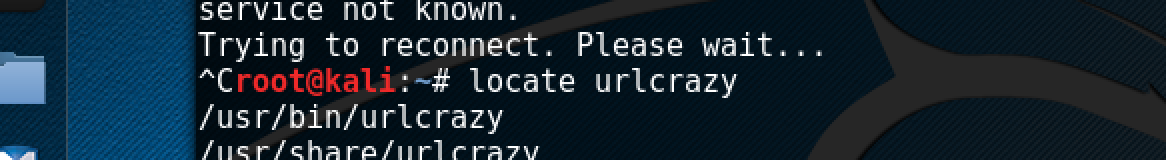 service not known.
Trying to reconnect. Please wait...
^Croot@kali:~# locate urlcrazy
/usr/bin/urlcrazy
/usr/share/urlcrazy